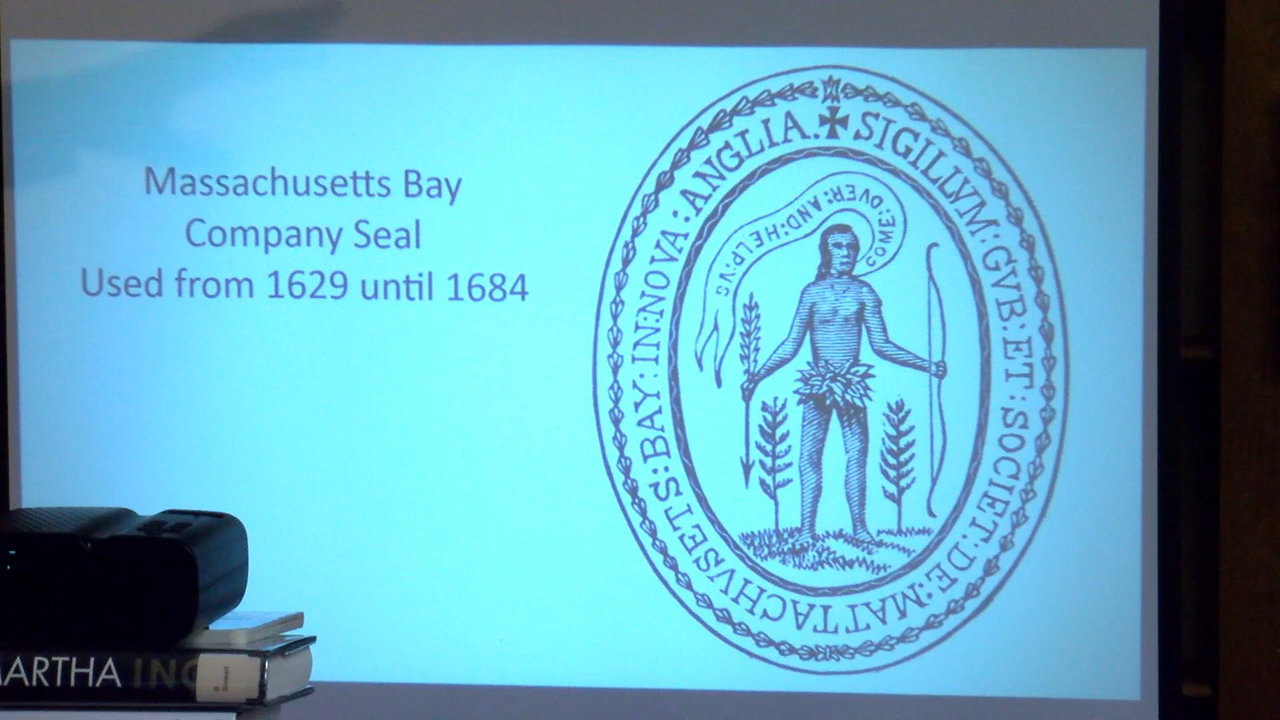 Massachusetts Bay
Company Seal
Used from 1629 until 1684
SIGILLVM: GVB: ET: SOCIET: DE: MATTACHVSETS: BAY: IN: NOVA: ANGLIA.
COME: OVER: AND: HELP: VS
MARTHA